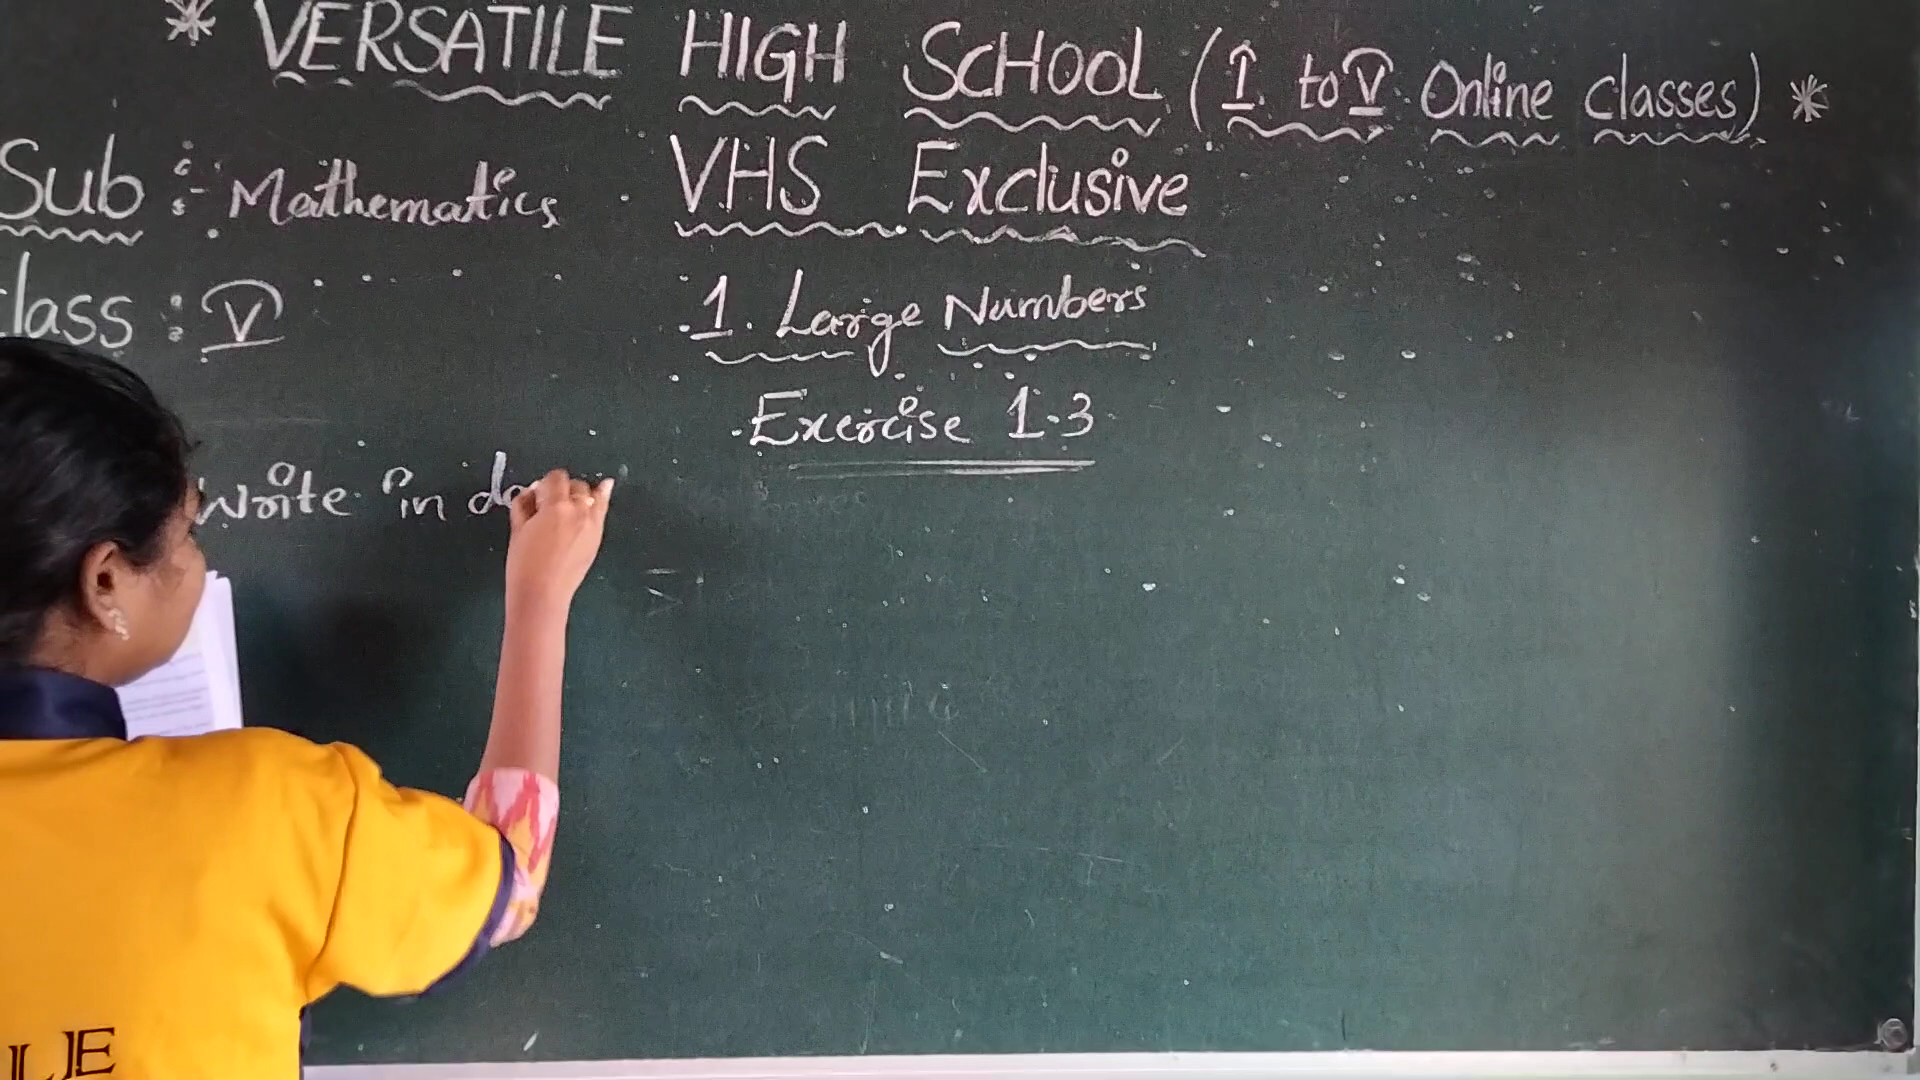 * VERSATILE HIGH SCHOOL (I to V Online classes) *
Sub :- Mathematics
VHS Exclusive
class : V
1. Large Numbers
Exercise 1.3
Write in